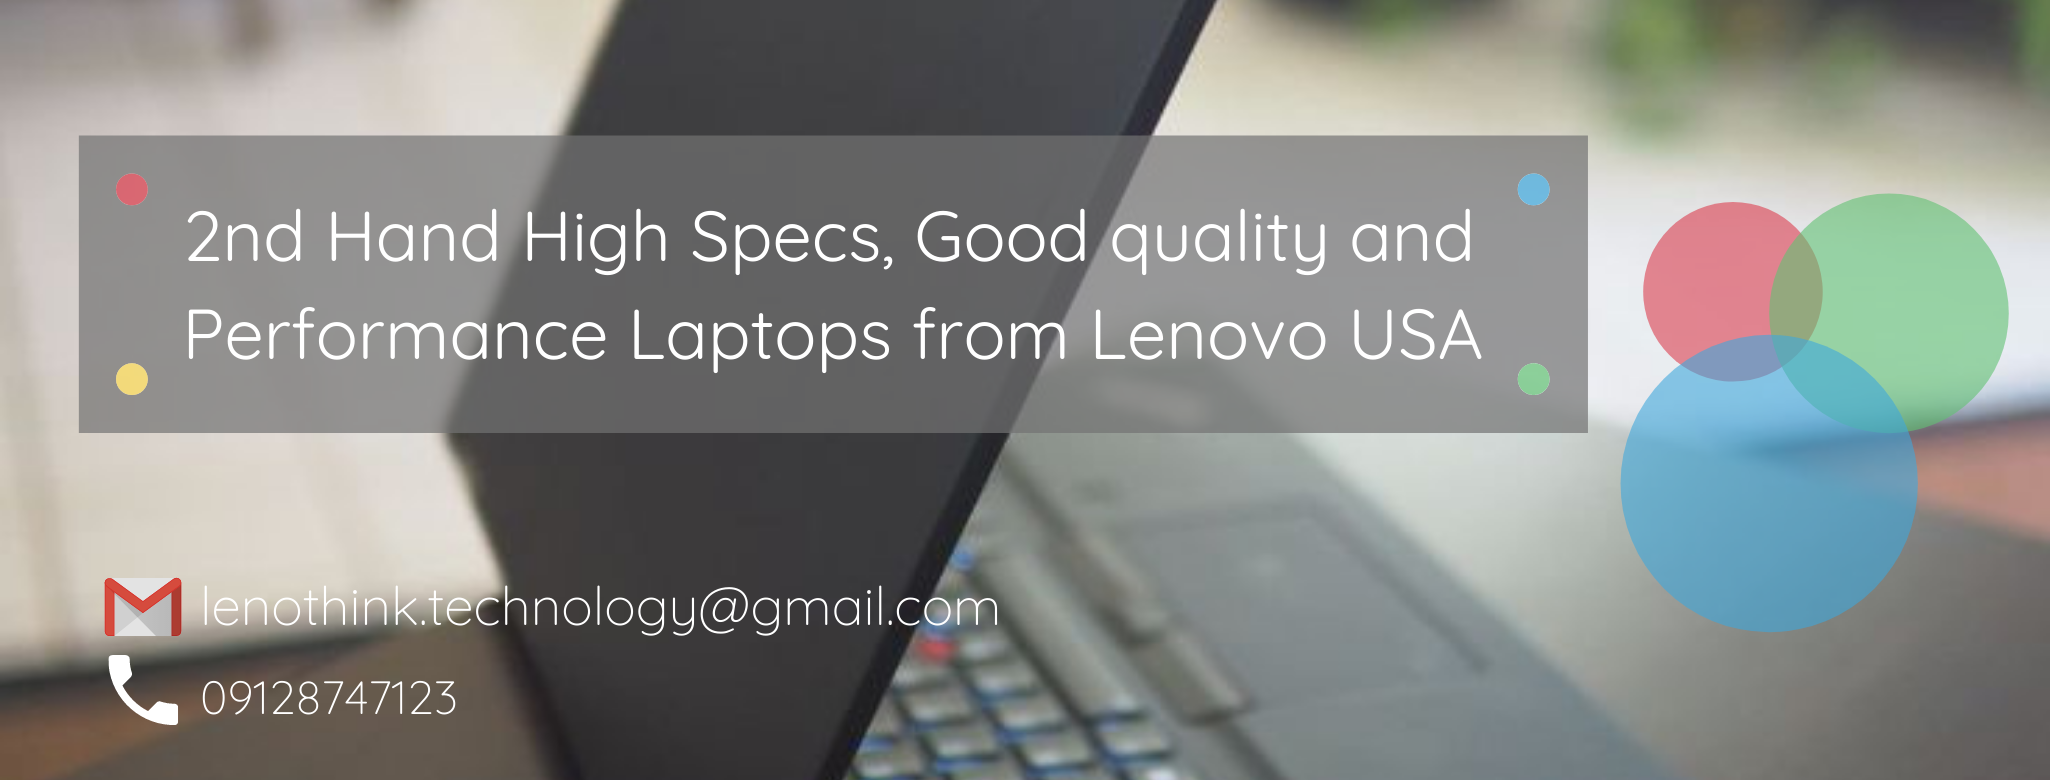 2nd Hand High Specs, Good quality and
Performance Laptops from Lenovo USA
lenothink.technology@gmail.com
09128747123